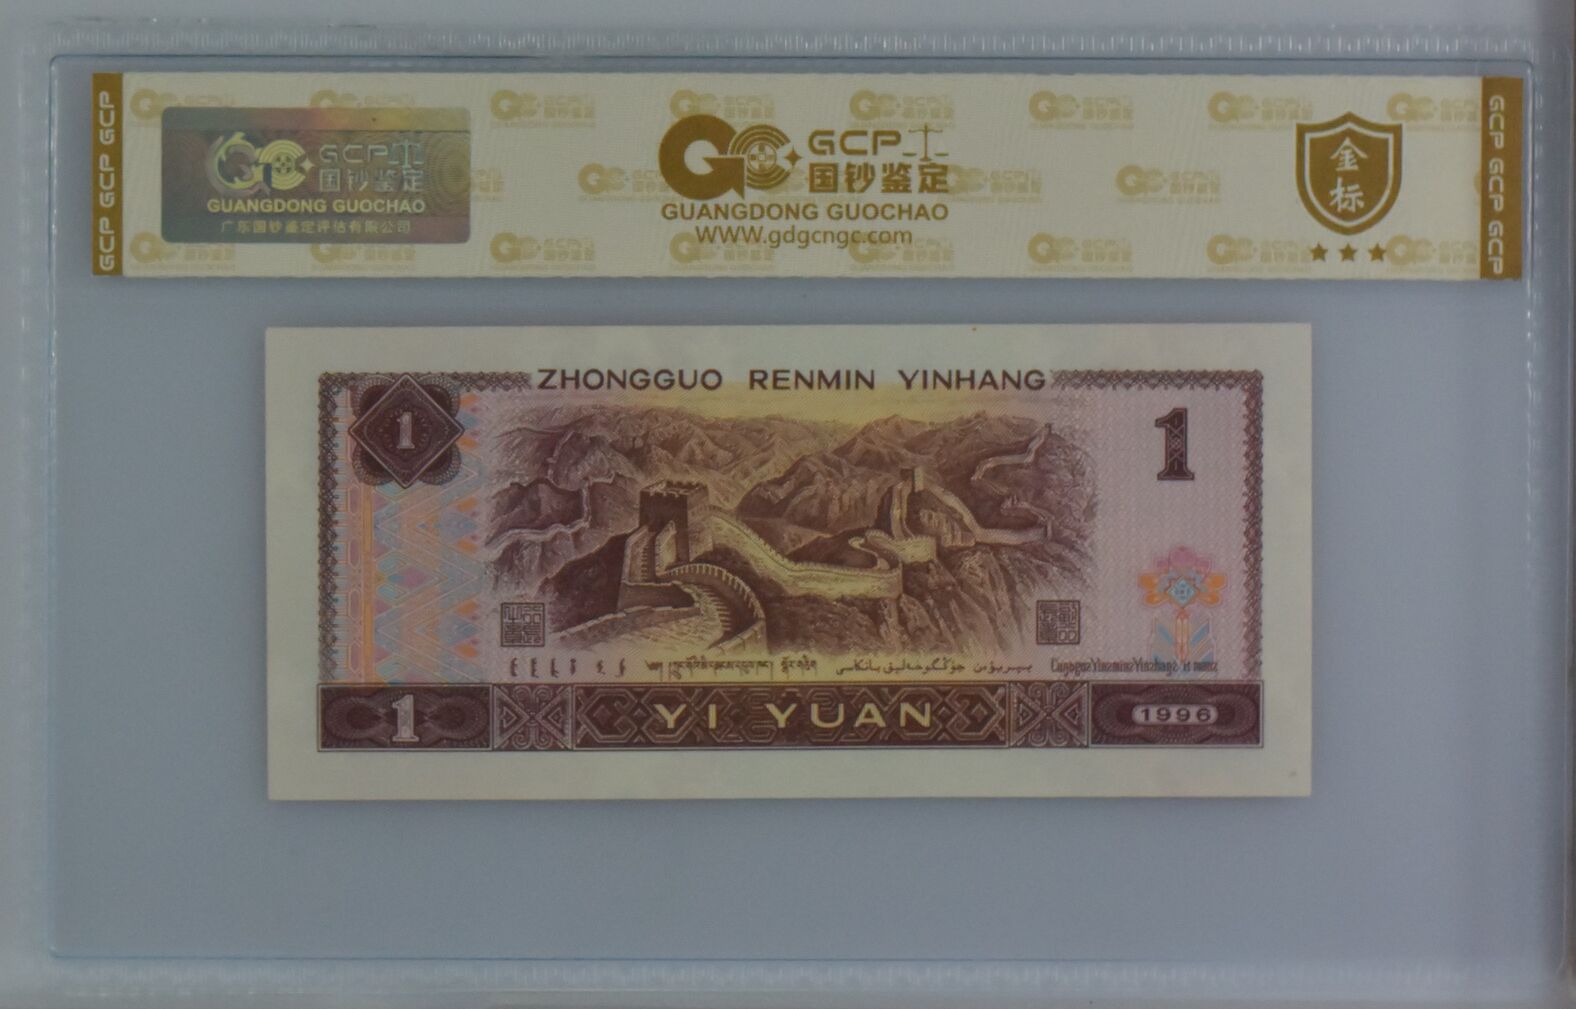 GCP GCP GCP
GCP
国钞鉴定
GUANGDONG GUOCHAO
广东国钞鉴定评估有限公司
GCP
国钞鉴定
GUANGDONG GUOCHAO
www.gdgcngc.com
金
标
GCP GCP GCP
ZHONGGUO RENMIN YINHANG
1
1
1
YI YUAN
1996